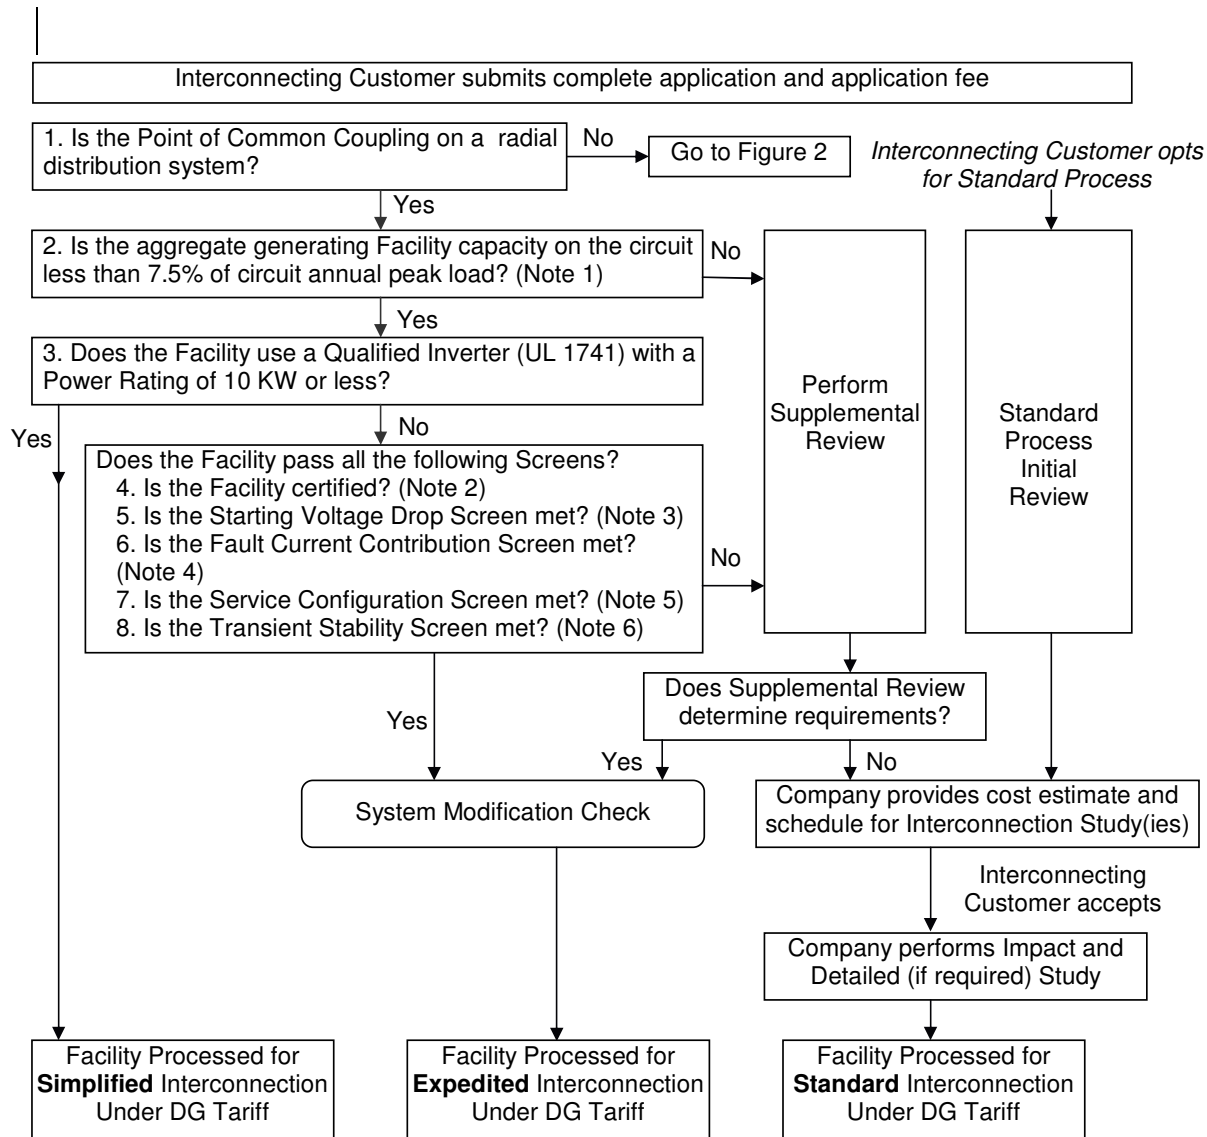 Interconnecting Customer submits complete application and application fee
1. Is the Point of Common Coupling on a radial
distribution system?
No
Go to Figure 2
Interconnecting Customer opts
for Standard Process
Yes
2. Is the aggregate generating Facility capacity on the circuit
less than 7.5% of circuit annual peak load? (Note 1)
No
Yes
3. Does the Facility use a Qualified Inverter (UL 1741) with a
Power Rating of 10 KW or less?
Perform
Supplemental
Review
Standard
Process
Initial
Review
Yes
No
Does the Facility pass all the following Screens?
4. Is the Facility certified? (Note 2)
5. Is the Starting Voltage Drop Screen met? (Note 3)
6. Is the Fault Current Contribution Screen met?
(Note 4)
7. Is the Service Configuration Screen met? (Note 5)
8. Is the Transient Stability Screen met? (Note 6)
No
Does Supplemental Review
determine requirements?
Yes
Yes
No
System Modification Check
Company provides cost estimate and
schedule for Interconnection Study(ies)
Interconnecting
Customer accepts
Company performs Impact and
Detailed (if required) Study
Facility Processed for
Simplified Interconnection
Under DG Tariff
Facility Processed for
Expedited Interconnection
Under DG Tariff
Facility Processed for
Standard Interconnection
Under DG Tariff